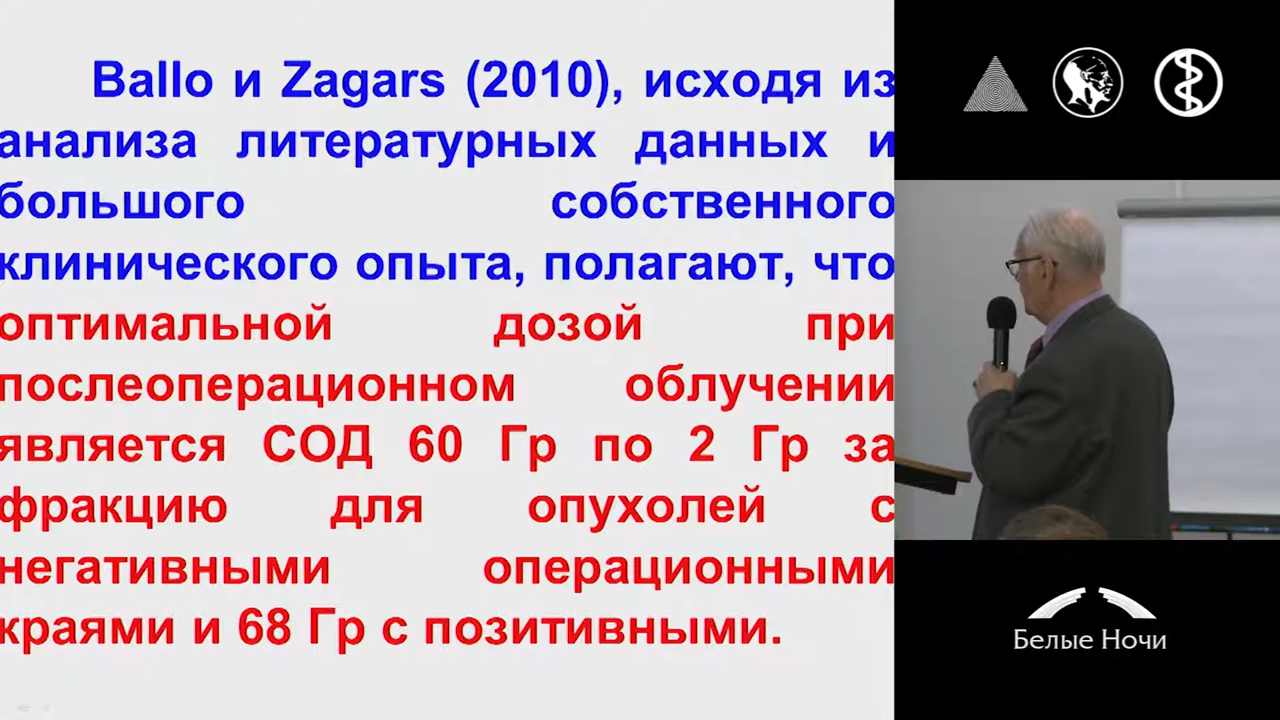 Ballo и Zagars (2010), исходя из
анализа литературных данных и
большого собственного
клинического опыта, полагают, что
оптимальной дозой при
послеоперационном облучении
является СОД 60 Гр по 2 Гр за
фракцию для опухолей с
негативными операционными
краями и 68 Гр с позитивными.
Белые Ночи